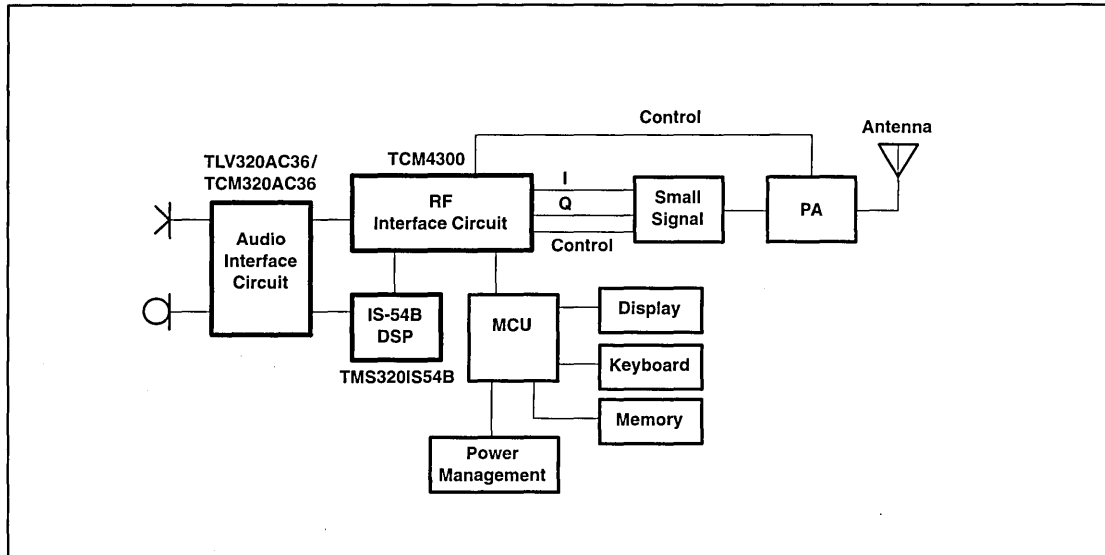 Control
Antenna
TLV320AC36/
TCM320AC36
TCM4300
I
Q
Control
RF
Interface Circuit
Small
Signal
PA
Audio
Interface
Circuit
IS-54B
DSP
TMS320IS54B
MCU
Display
Keyboard
Memory
Power
Management